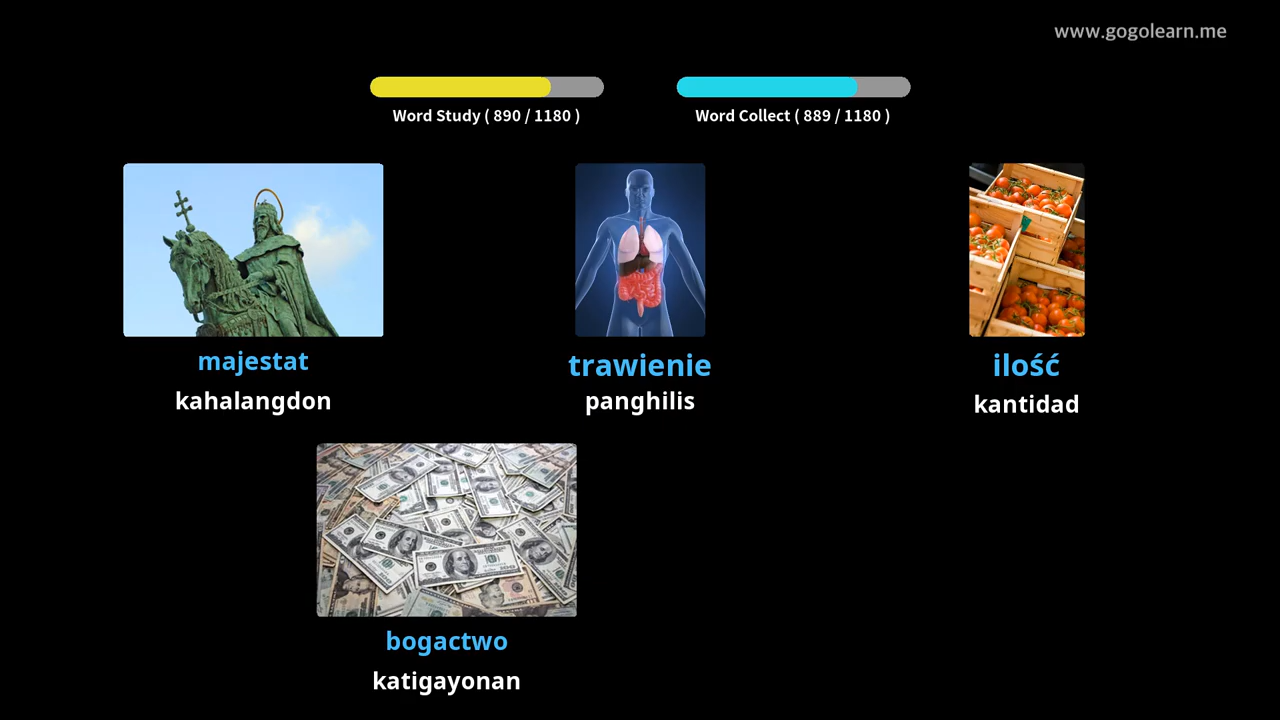 www.gogolearn.me
Word Study ( 890 / 1180 )
Word Collect ( 889 / 1180 )
majestat
kahalangdon
trawienie
panghilis
ilość
kantidad
bogactwo
katigayonan